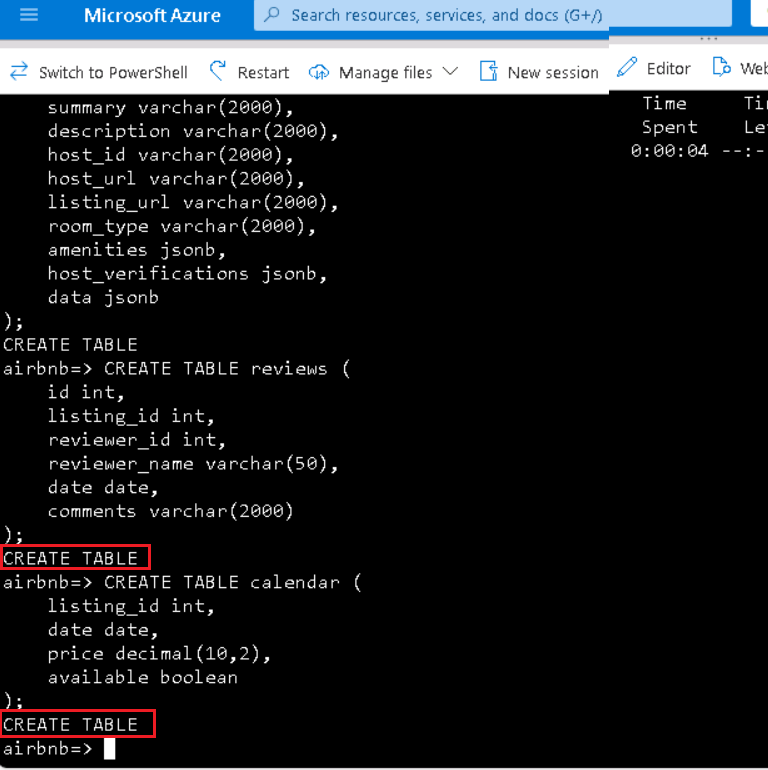 Microsoft Azure
Search resources, services, and docs (G+/)
Switch to PowerShell Restart Manage files New session Editor
summary varchar(2000),
description varchar(2000),
host_id varchar(2000),
host_url varchar(2000),
listing_url varchar(2000),
room_type varchar(2000),
amenities jsonb,
host_verifications jsonb,
data jsonb
);
CREATE TABLE
airbnb=> CREATE TABLE reviews (
id int,
listing_id int,
reviewer_id int,
reviewer_name varchar(50),
date date,
comments varchar(2000)
);
CREATE TABLE
airbnb=> CREATE TABLE calendar (
listing_id int,
date date,
price decimal(10,2),
available boolean
);
CREATE TABLE
airbnb=>
Time
Spent
0:00:04 --:-